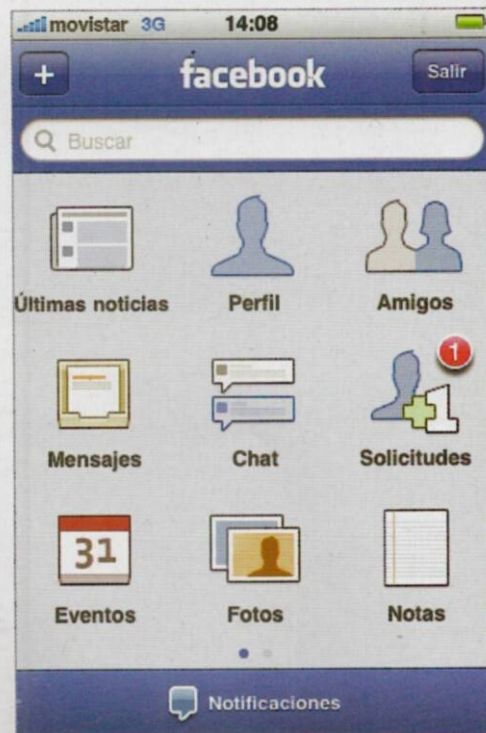 movistar 3G 14:08
+ facebook Salir
Buscar
Últimas noticias Perfil Amigos
1
Mensajes Chat Solicitudes
31
Eventos Fotos Notas
Notificaciones